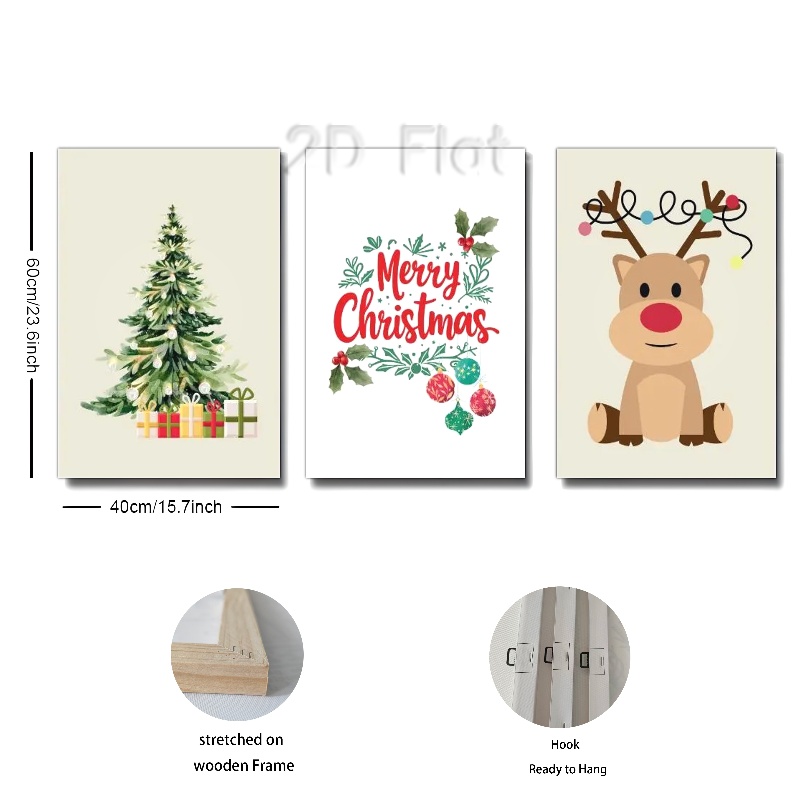 2D Flat
60cm/23.6inch
Merry
Christmas
40cm/15.7inch
stretched on
wooden Frame
Hook
Ready to Hang